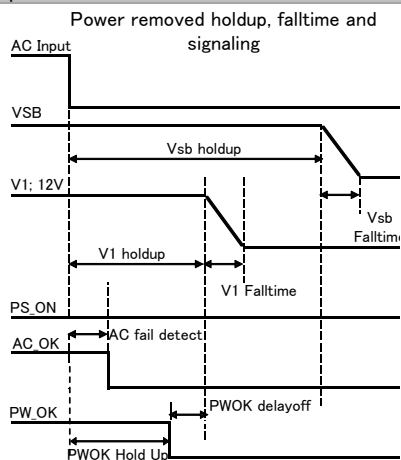 Power removed holdup, falltime and
signaling
AC Input
VSB
Vsb holdup
V1; 12V
Vsb
Falltime
V1 holdup
V1 Falltime
PS_ON
AC fail detect
AC_OK
PWOK delayoff
PW_OK
PWOK Hold Up